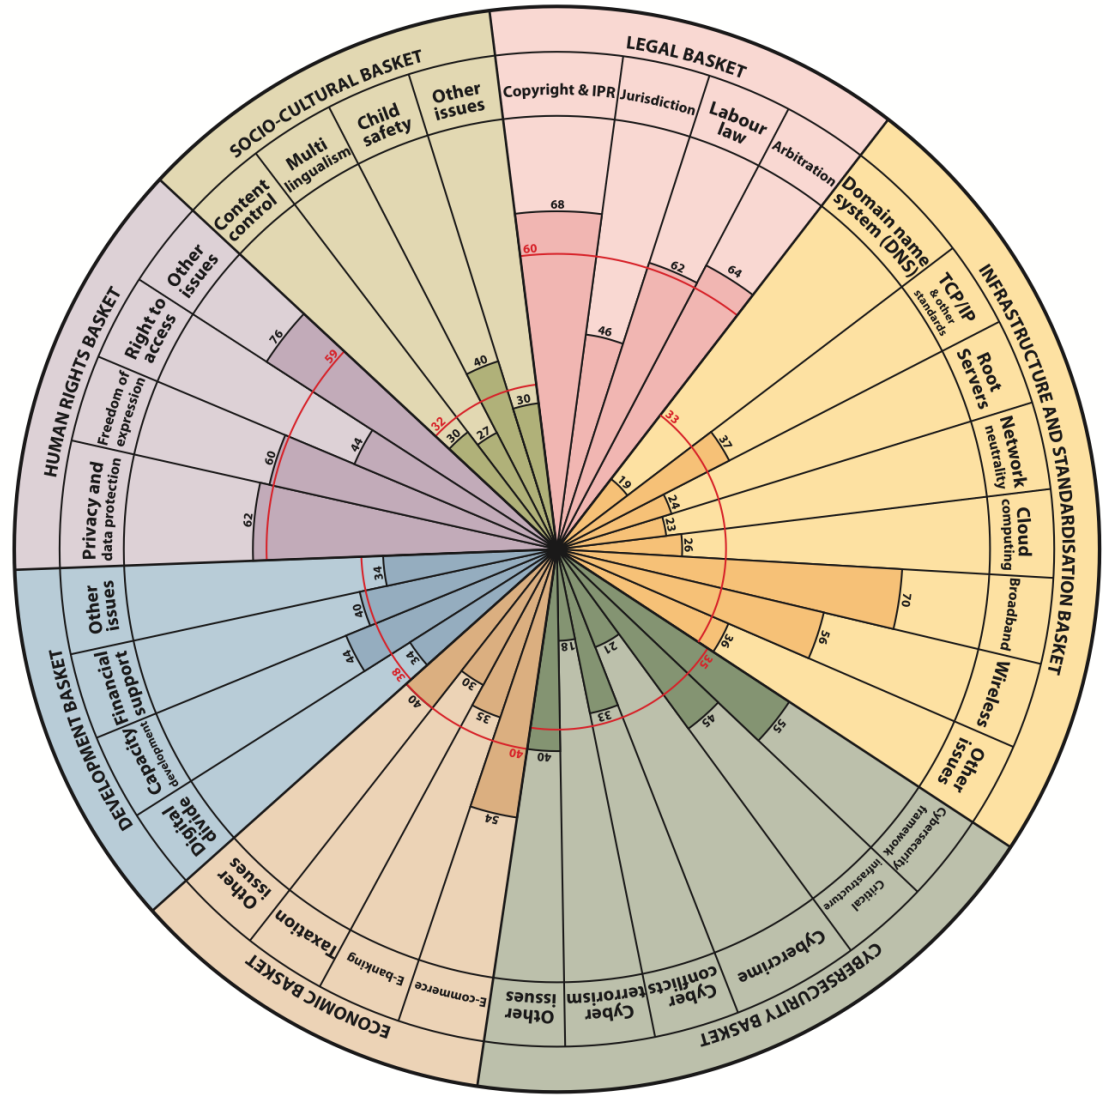 LEGAL BASKET
Copyright & IPR
Jurisdiction
Labour
law
Arbitration
68
60
46
62
64
INFRASTRUCTURE AND STANDARDISATION BASKET
Domain name
system (DNS)
TCP/IP
& other
standards
Root
Servers
Network
neutrality
Cloud
computing
Broadband
Wireless
Other
issues
33
19
37
24
23
26
70
56
36
CYBERSECURITY BASKET
Cybersecurity
framework
Critical
infrastructure
Cybercrime
Cyber
conflicts
Cyber
terrorism
Other
issues
35
55
45
21
33
18
40
ECONOMIC BASKET
E-commerce
E-banking
Taxation
Other
issues
40
54
35
30
40
DEVELOPMENT BASKET
Digital
divide
Capacity
development
Financial
support
Other
issues
38
34
44
40
34
HUMAN RIGHTS BASKET
Privacy and
data protection
Freedom of
expression
Right to
access
Other
issues
62
60
44
76
59
SOCIO-CULTURAL BASKET
Content
control
Multi
lingualism
Child
safety
Other
issues
32
30
27
40
30